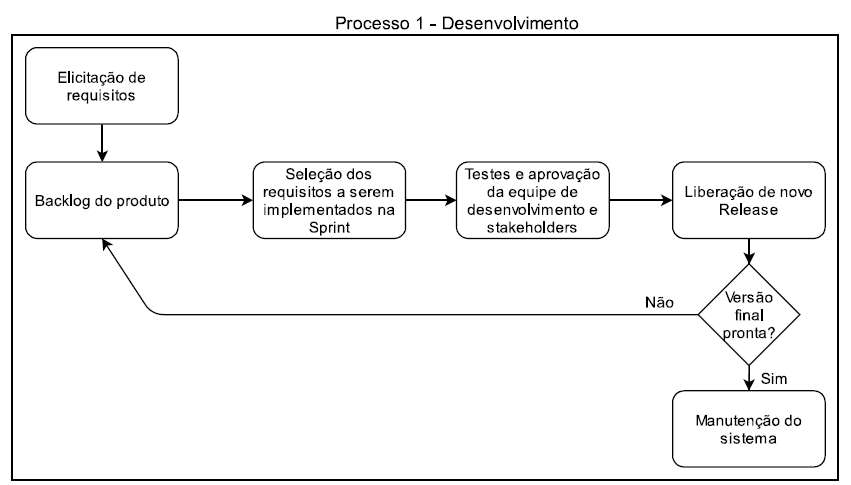 Processo 1 - Desenvolvimento
Elicitação de
requisitos
Backlog do produto
Seleção dos
requisitos a serem
implementados na
Sprint
Testes e aprovação
da equipe de
desenvolvimento e
stakeholders
Liberação de novo
Release
Versão
final
pronta?
Não
Sim
Manutenção do
sistema